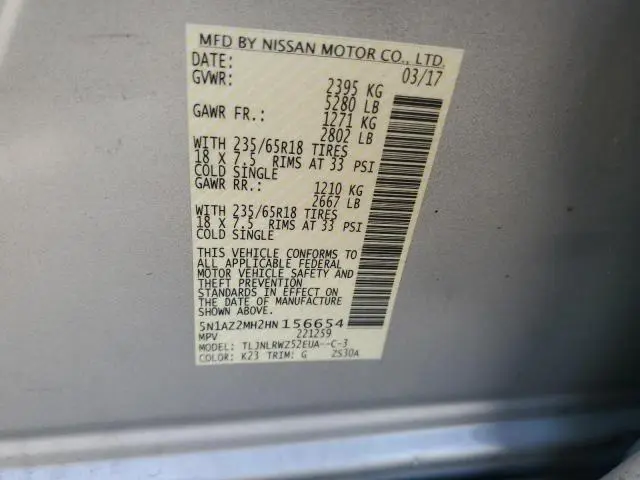 MFD BY NISSAN MOTOR CO., LTD.
DATE: 03/17
GVWR: 2395 KG
5280 LB
GAWR FR.: 1271 KG
2802 LB
WITH 235/65R18 TIRES
18 X 7.5 RIMS AT 33 PSI
COLD SINGLE
GAWR RR.: 1210 KG
2667 LB
WITH 235/65R18 TIRES
18 X 7.5 RIMS AT 33 PSI
COLD SINGLE
THIS VEHICLE CONFORMS TO
ALL APPLICABLE FEDERAL
MOTOR VEHICLE SAFETY AND
THEFT PREVENTION
STANDARDS IN EFFECT ON
THE DATE OF MANUFACTURE
SHOWN ABOVE.
5N1AZ2MH2HN 156654
MPV 221259
MODEL: TLJNLRWZ52EUA--C-3
COLOR: K23 TRIM: G 2S30A